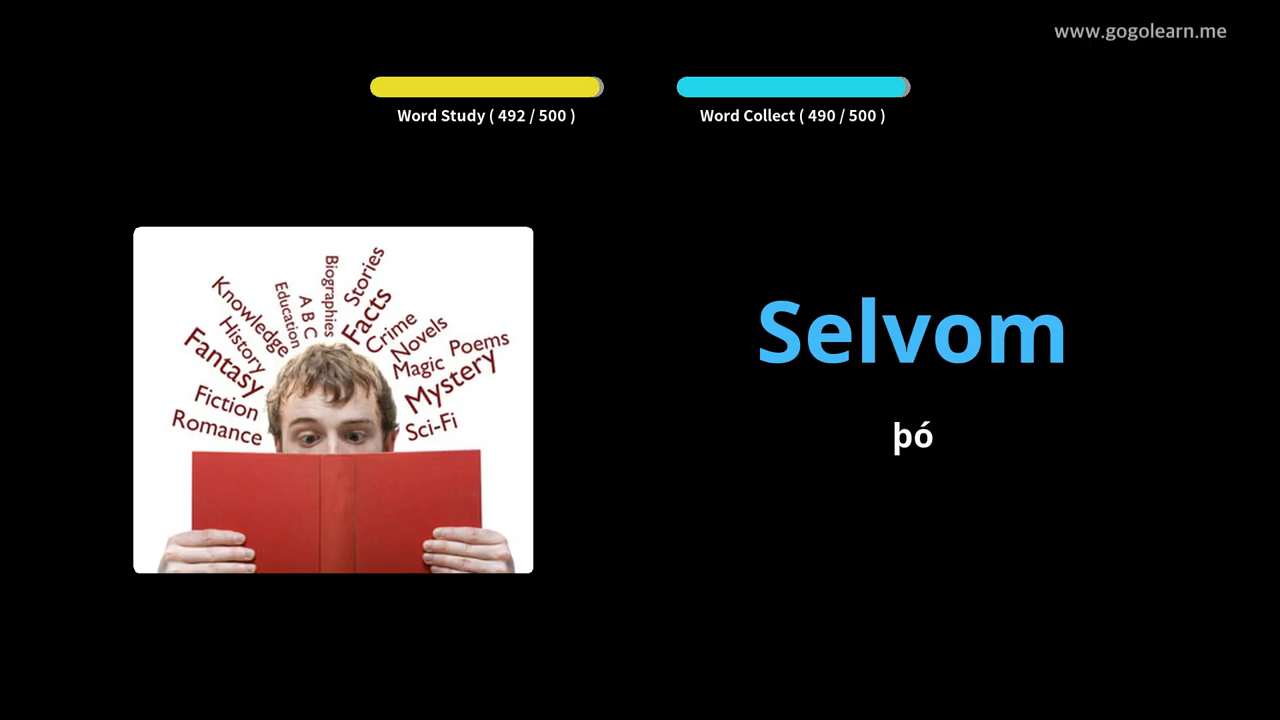 www.gogolearn.me
Word Study ( 492 / 500 )
Word Collect ( 490 / 500 )
Biographies
Stories
Education
A B C
Facts
Knowledge
Crime
History
Novels
Fantasy
Magic
Poems
Mystery
Fiction
Romance
Sci-Fi
Selvom
þó